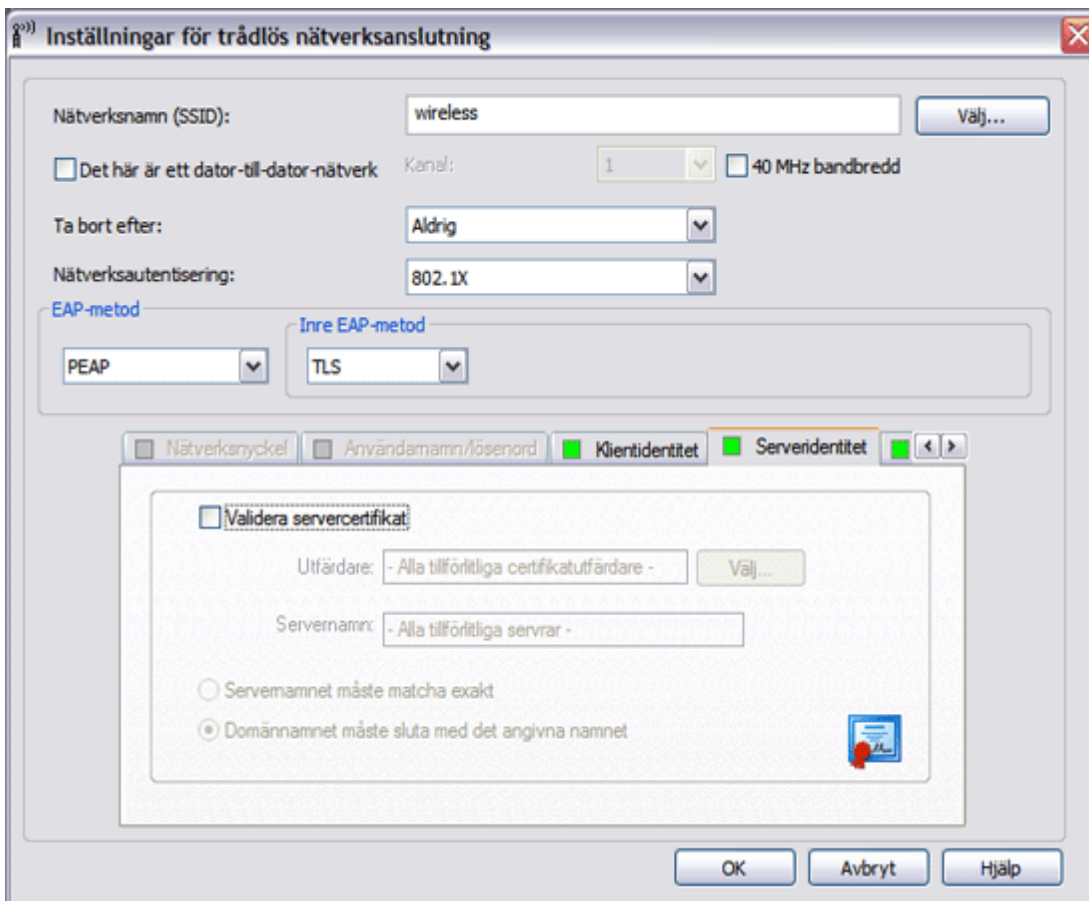 Inställningar för trådlös nätverksanslutning
Nätverksnamn (SSID): wireless Välj...
Det här är ett dator-till-dator-nätverk Kanal: 1 40 MHz bandbredd
Ta bort efter: Aldrig
Nätverksautentisering: 802.1X
EAP-metod
Inre EAP-metod
PEAP TLS
Nätverksnyckel Användarnamn/lösenord Klientidentitet Serveridentitet
Validera servercertifikat
Utfärdare: - Alla tillförlitliga certifikatutfärdare - Välj...
Servernamn: - Alla tillförlitliga servrar -
Servernamnet måste matcha exakt
Domännamnet måste sluta med det angivna namnet
OK Avbryt Hjälp